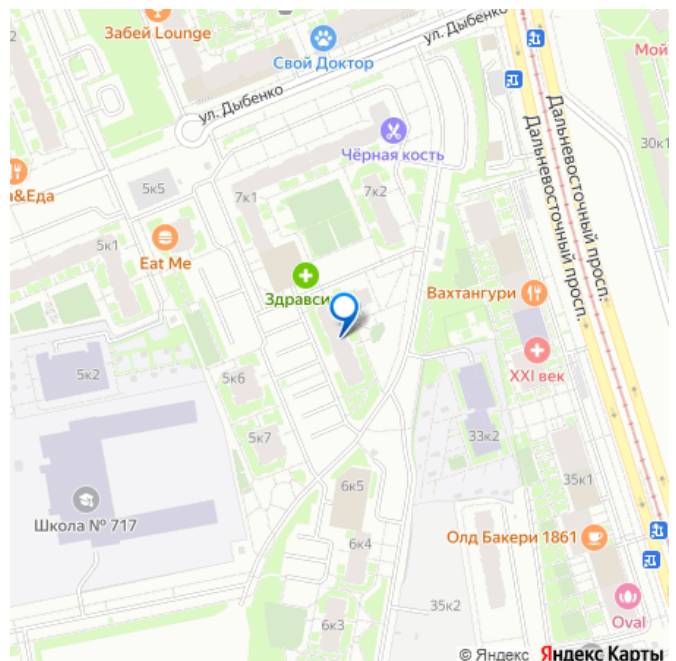 Забей Lounge
Свой Доктор
ул. Дыбенко
Мой
ул. Дыбенко
Чёрная кость
30к1
Дальневосточный просп.
Дальневосточный просп.
а&Еда
5к5
7к1
7к2
5к1
Eat Me
Здравси
Вахтангури
XXI век
5к2
5к6
5к7
33к2
6к5
35к1
Школа № 717
Олд Бакери 1861
6к4
35к2
6к3
Oval
© Яндекс Яндекс Карты